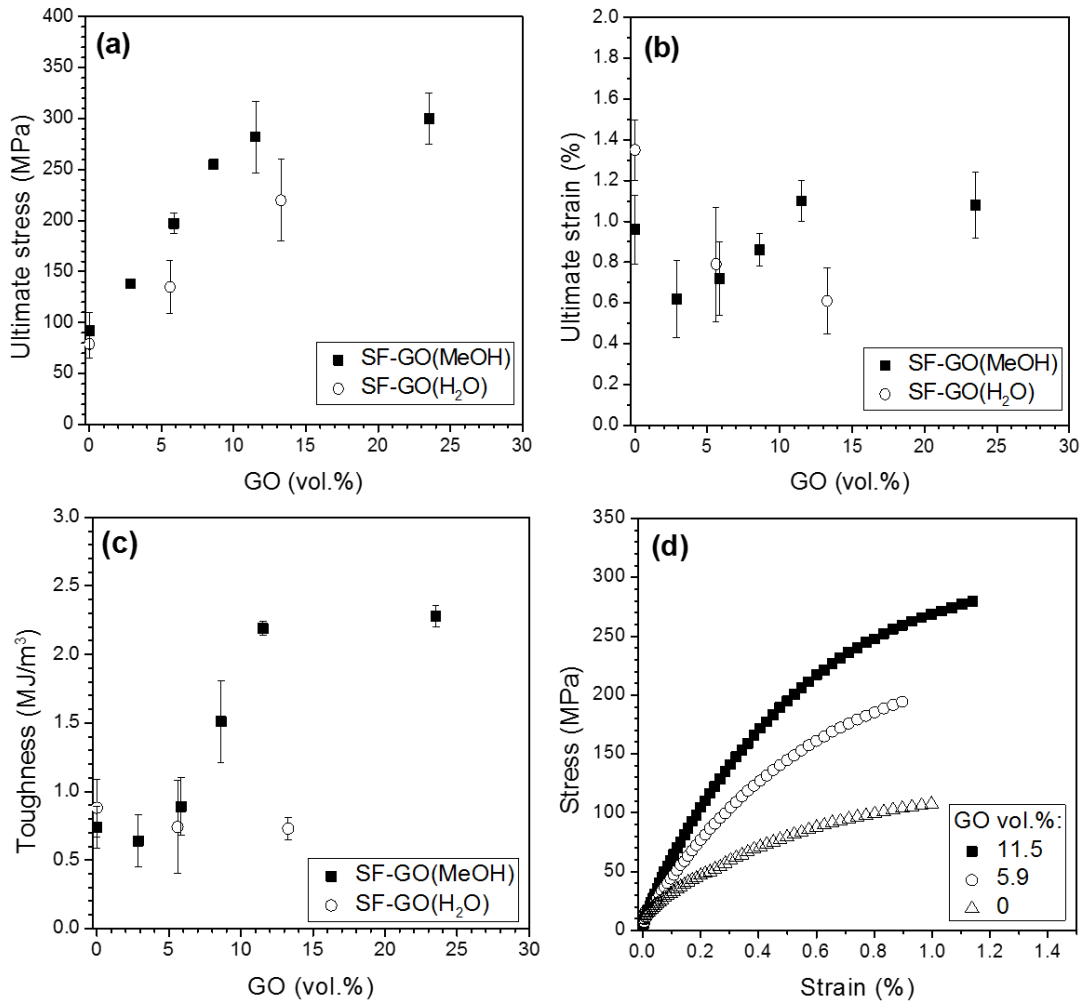 (a)
400
350
300
250
200
150
100
50
0
Ultimate stress (MPa)
0 5 10 15 20 25 30
GO (vol.%)
SF-GO(MeOH)
SF-GO(H₂O)
(b)
2.0
1.8
1.6
1.4
1.2
1.0
0.8
0.6
0.4
0.2
0.0
Ultimate strain (%)
0 5 10 15 20 25 30
GO (vol.%)
SF-GO(MeOH)
SF-GO(H₂O)
(c)
3.0
2.5
2.0
1.5
1.0
0.5
0.0
Toughness (MJ/m³)
0 5 10 15 20 25 30
GO (vol.%)
SF-GO(MeOH)
SF-GO(H₂O)
(d)
350
300
250
200
150
100
50
0
Stress (MPa)
0.0 0.2 0.4 0.6 0.8 1.0 1.2 1.4
Strain (%)
GO vol.%:
11.5
5.9
0